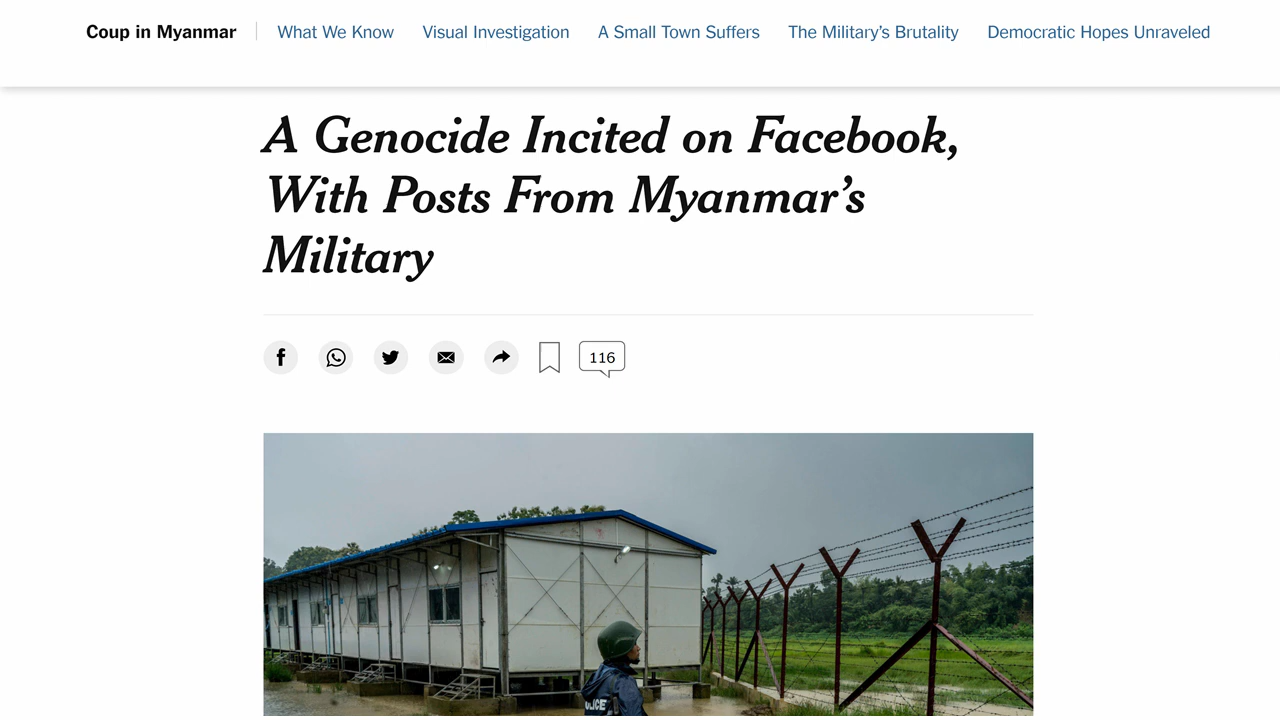 Coup in Myanmar What We Know Visual Investigation A Small Town Suffers The Military’s Brutality Democratic Hopes Unraveled
A Genocide Incited on Facebook,
With Posts From Myanmar’s
Military
116